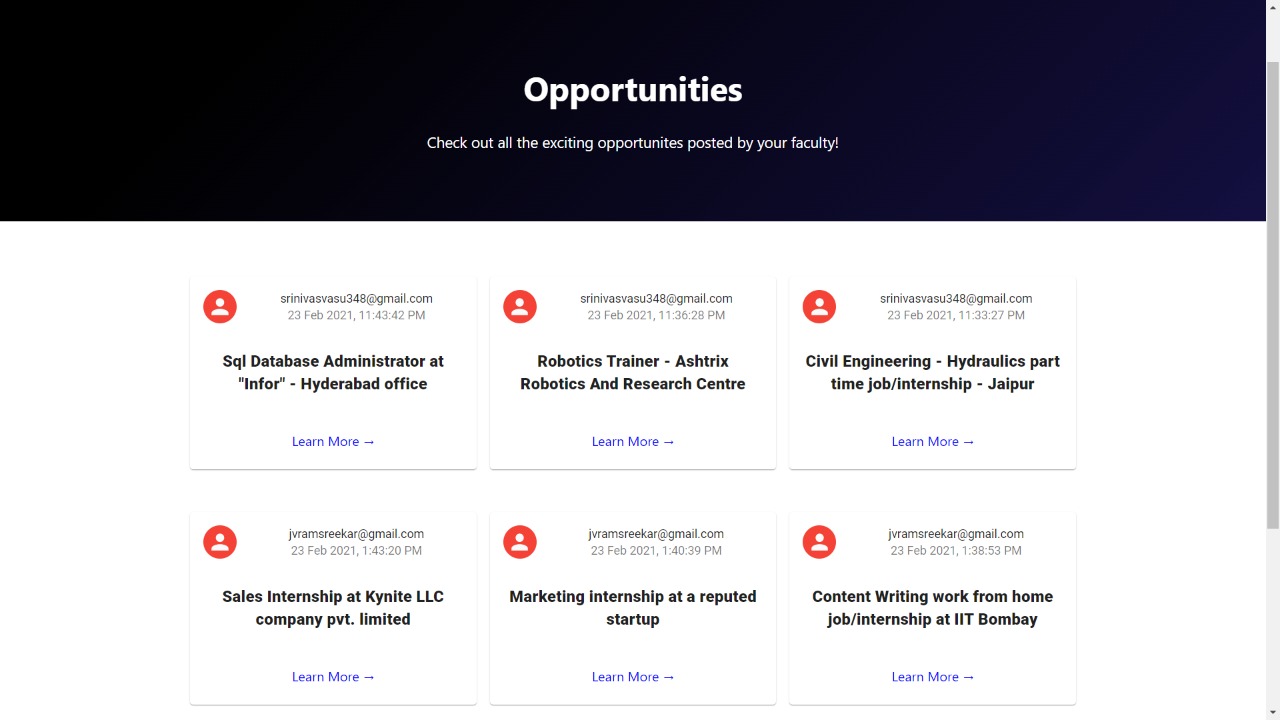 Opportunities
Check out all the exciting opportunites posted by your faculty!
srinivasvasu348@gmail.com
23 Feb 2021, 11:43:42 PM
Sql Database Administrator at
"Infor" - Hyderabad office
Learn More →
srinivasvasu348@gmail.com
23 Feb 2021, 11:36:28 PM
Robotics Trainer - Ashtrix
Robotics And Research Centre
Learn More →
srinivasvasu348@gmail.com
23 Feb 2021, 11:33:27 PM
Civil Engineering - Hydraulics part
time job/internship - Jaipur
Learn More →
jvramsreekar@gmail.com
23 Feb 2021, 1:43:20 PM
Sales Internship at Kynite LLC
company pvt. limited
Learn More →
jvramsreekar@gmail.com
23 Feb 2021, 1:40:39 PM
Marketing internship at a reputed
startup
Learn More →
jvramsreekar@gmail.com
23 Feb 2021, 1:38:53 PM
Content Writing work from home
job/internship at IIT Bombay
Learn More →